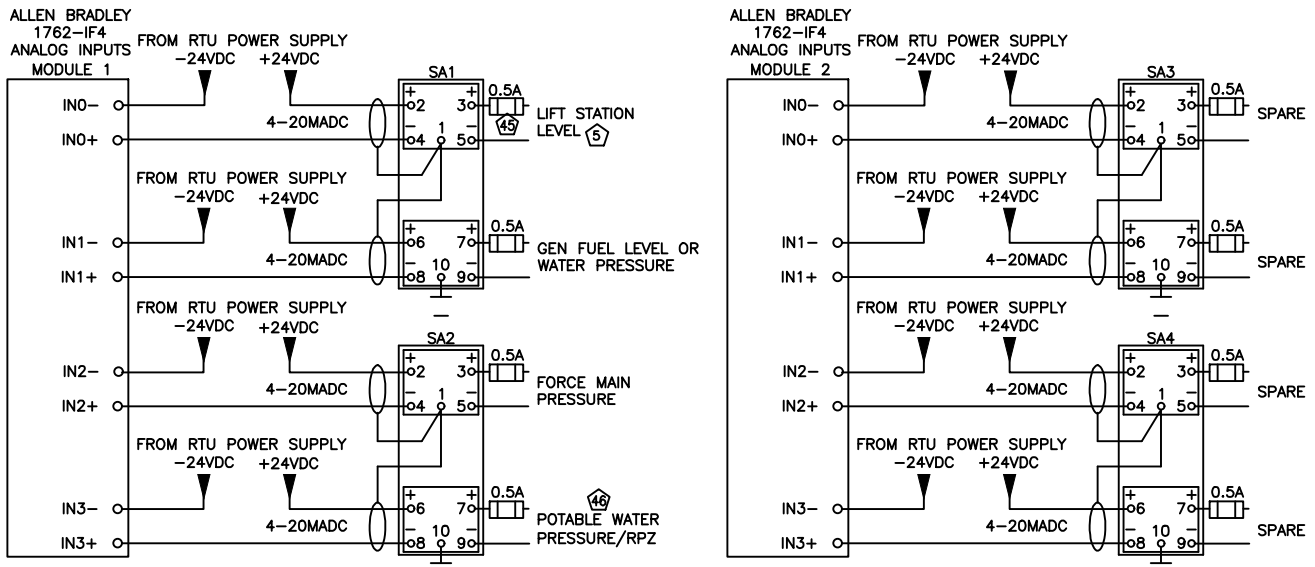 ALLEN BRADLEY
1762-IF4
ANALOG INPUTS
MODULE 1
FROM RTU POWER SUPPLY
-24VDC +24VDC
SA1
IN0-
+ 2 + 3 0.5A
45
LIFT STATION
LEVEL 5
4-20MADC
IN0+
- 4 1 - 5
FROM RTU POWER SUPPLY
-24VDC +24VDC
IN1-
+ 6 + 7 0.5A
GEN FUEL LEVEL OR
WATER PRESSURE
4-20MADC
IN1+
- 8 10 - 9
FROM RTU POWER SUPPLY
-24VDC +24VDC
SA2
IN2-
+ 2 + 3 0.5A
FORCE MAIN
PRESSURE
4-20MADC
IN2+
- 4 1 - 5
FROM RTU POWER SUPPLY
-24VDC +24VDC
IN3-
+ 6 + 7 0.5A
46
POTABLE WATER
PRESSURE/RPZ
4-20MADC
IN3+
- 8 10 - 9
ALLEN BRADLEY
1762-IF4
ANALOG INPUTS
MODULE 2
FROM RTU POWER SUPPLY
-24VDC +24VDC
SA3
IN0-
+ 2 + 3 0.5A
SPARE
4-20MADC
IN0+
- 4 1 - 5
FROM RTU POWER SUPPLY
-24VDC +24VDC
IN1-
+ 6 + 7 0.5A
SPARE
4-20MADC
IN1+
- 8 10 - 9
FROM RTU POWER SUPPLY
-24VDC +24VDC
SA4
IN2-
+ 2 + 3 0.5A
SPARE
4-20MADC
IN2+
- 4 1 - 5
FROM RTU POWER SUPPLY
-24VDC +24VDC
IN3-
+ 6 + 7 0.5A
SPARE
4-20MADC
IN3+
- 8 10 - 9